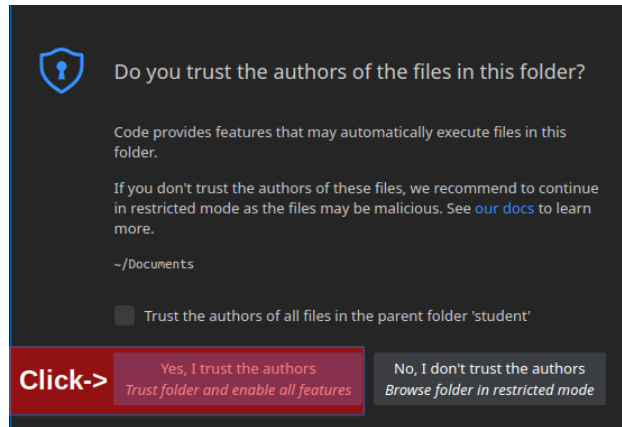 Do you trust the authors of the files in this folder?
Code provides features that may automatically execute files in this
folder.
If you don't trust the authors of these files, we recommend to continue
in restricted mode as the files may be malicious. See our docs to learn
more.
~/Documents
Trust the authors of all files in the parent folder 'student'
Click->
Yes, I trust the authors
Trust folder and enable all features
No, I don't trust the authors
Browse folder in restricted mode